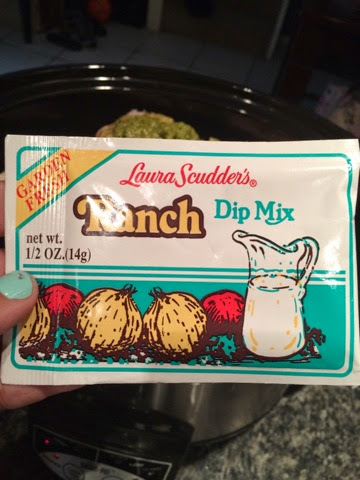 GARDEN
FRESH
Laura Scudder's®
Ranch Dip Mix
net wt.
1/2 OZ.(14g)